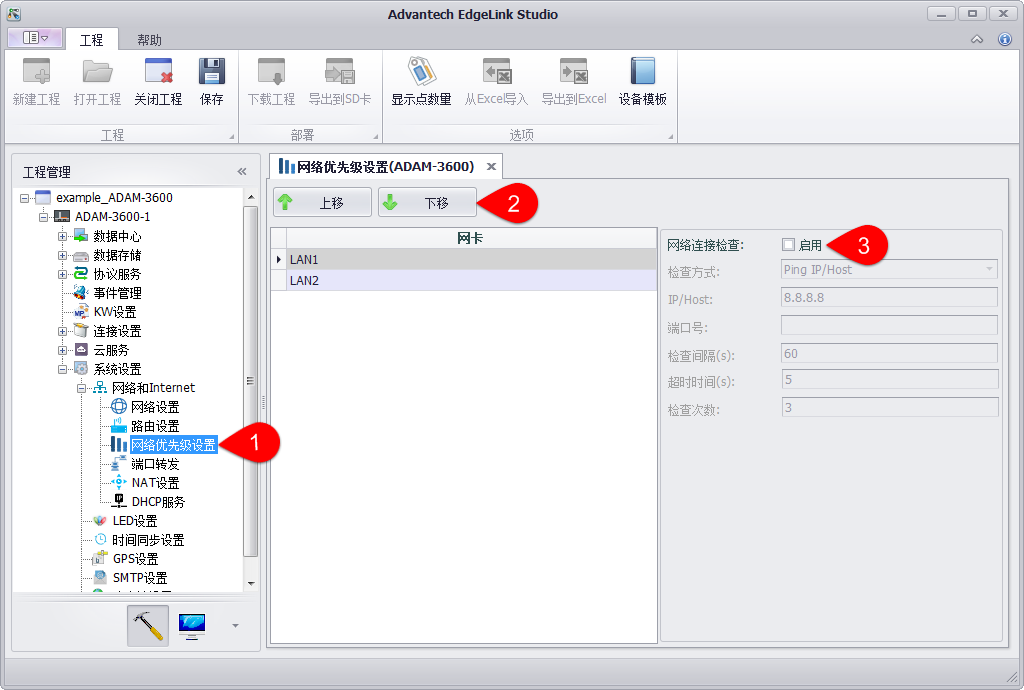 Advantech EdgeLink Studio
工程 帮助
新建工程 打开工程 关闭工程 保存 下载工程 导出到SD卡 显示点数量 从Excel导入 导出到Excel 设备模板
工程 部署 选项
工程管理
example_ADAM-3600
ADAM-3600-1
数据中心
数据存储
协议服务
事件管理
KW设置
连接设置
云服务
系统设置
网络和Internet
网络设置
路由设置
网络优先级设置
1
端口转发
NAT设置
DHCP服务
LED设置
时间同步设置
GPS设置
SMTP设置
网络优先级设置(ADAM-3600)
上移 下移 2
网卡
LAN1
LAN2
网络连接检查: 启用 3
检查方式: Ping IP/Host
IP/Host: 8.8.8.8
端口号:
检查间隔(s): 60
超时时间(s): 5
检查次数: 3